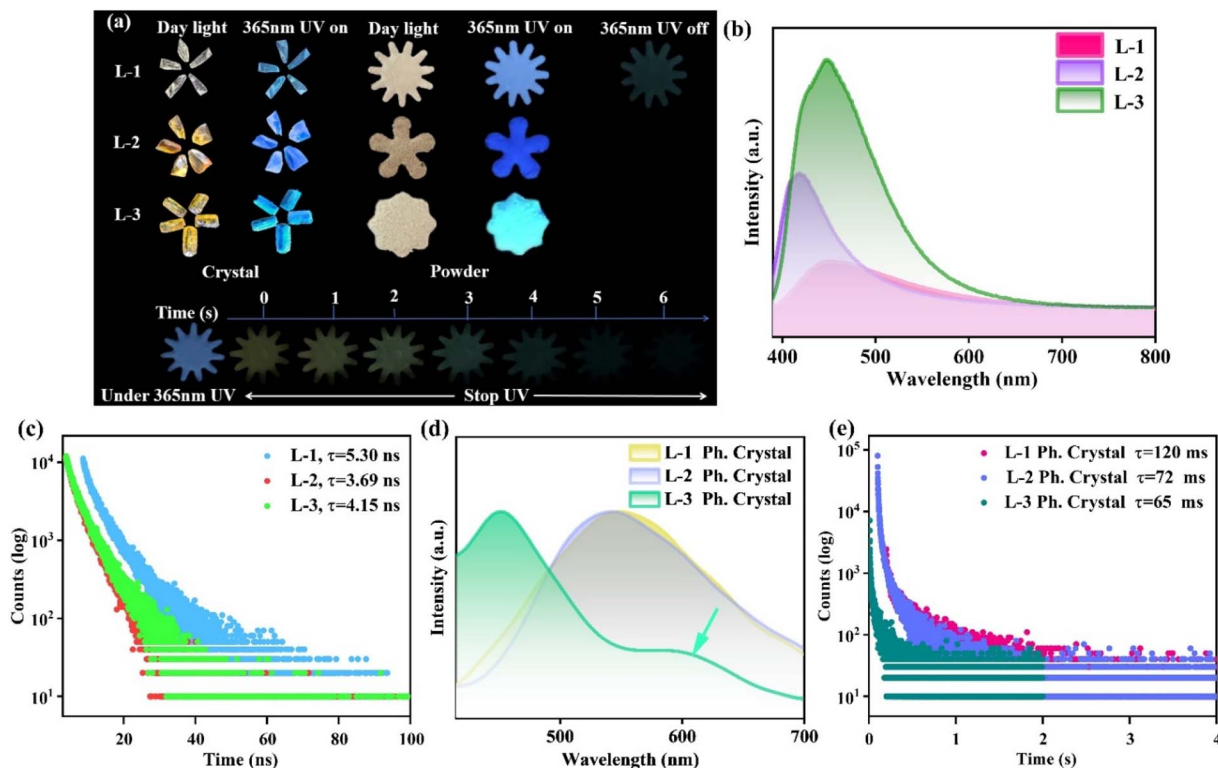 (a)
Day light 365nm UV on Day light 365nm UV on 365nm UV off
L-1
L-2
L-3
Crystal Powder
Time (s) 0 1 2 3 4 5 6
Under 365nm UV Stop UV
(b)
L-1
L-2
L-3
Intensity (a.u.)
400 500 600 700 800
Wavelength (nm)
(c)
L-1, τ=5.30 ns
L-2, τ=3.69 ns
L-3, τ=4.15 ns
Counts (log)
10⁴
10³
10²
10¹
20 40 60 80 100
Time (ns)
(d)
L-1 Ph. Crystal
L-2 Ph. Crystal
L-3 Ph. Crystal
Intensity (a.u.)
500 600 700
Wavelength (nm)
(e)
L-1 Ph. Crystal τ=120 ms
L-2 Ph. Crystal τ=72 ms
L-3 Ph. Crystal τ=65 ms
Counts (log)
10⁵
10⁴
10³
10²
10¹
0 1 2 3 4
Time (s)